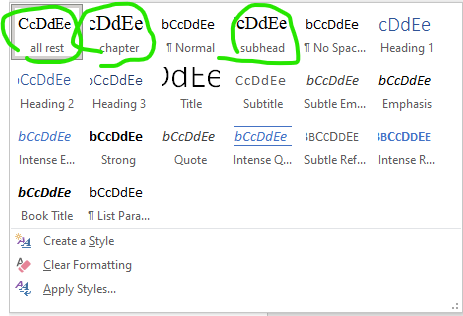 CcDdEe cDdEe bCcDdEe cDdEe bCcDdEe cDdEe
all rest chapter ¶ Normal subhead ¶ No Spac... Heading 1
bCcDdEe bCcDdEe DdEe CcDdEe bCcDdEe bCcDdEe
Heading 2 Heading 3 Title Subtitle Subtle Em... Emphasis
bCcDdEe bCcDdEe bCcDdEe bCcDdEe BCCDDEE BCCDDEE
Intense E... Strong Quote Intense Q... Subtle Ref... Intense R...
bCcDdEe bCcDdEe
Book Title ¶ List Para...
Create a Style
Clear Formatting
Apply Styles...